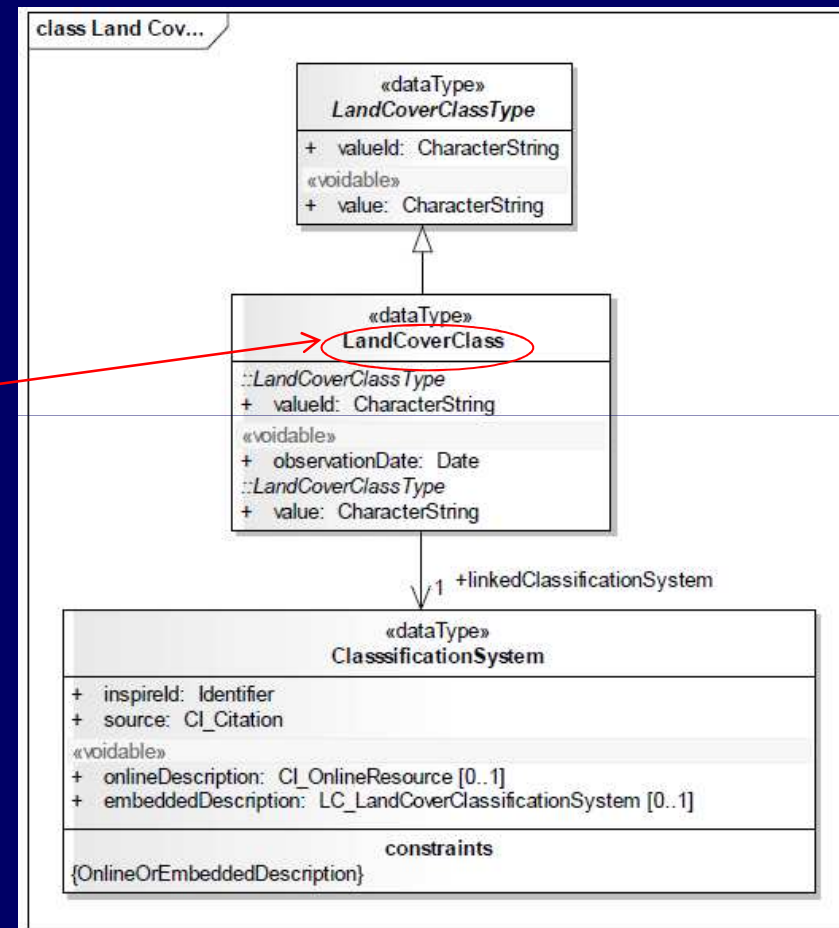 class Land Cov...
«dataType»
LandCoverClassType
+ valueId: CharacterString
«voidable»
+ value: CharacterString
«dataType»
LandCoverClass
::LandCoverClassType
+ valueId: CharacterString
«voidable»
+ observationDate: Date
::LandCoverClassType
+ value: CharacterString
1 +linkedClassificationSystem
«dataType»
ClasssificationSystem
+ inspireId: Identifier
+ source: CI_Citation
«voidable»
+ onlineDescription: CI_OnlineResource [0..1]
+ embeddedDescription: LC_LandCoverClassificationSystem [0..1]
constraints
{OnlineOrEmbeddedDescription}